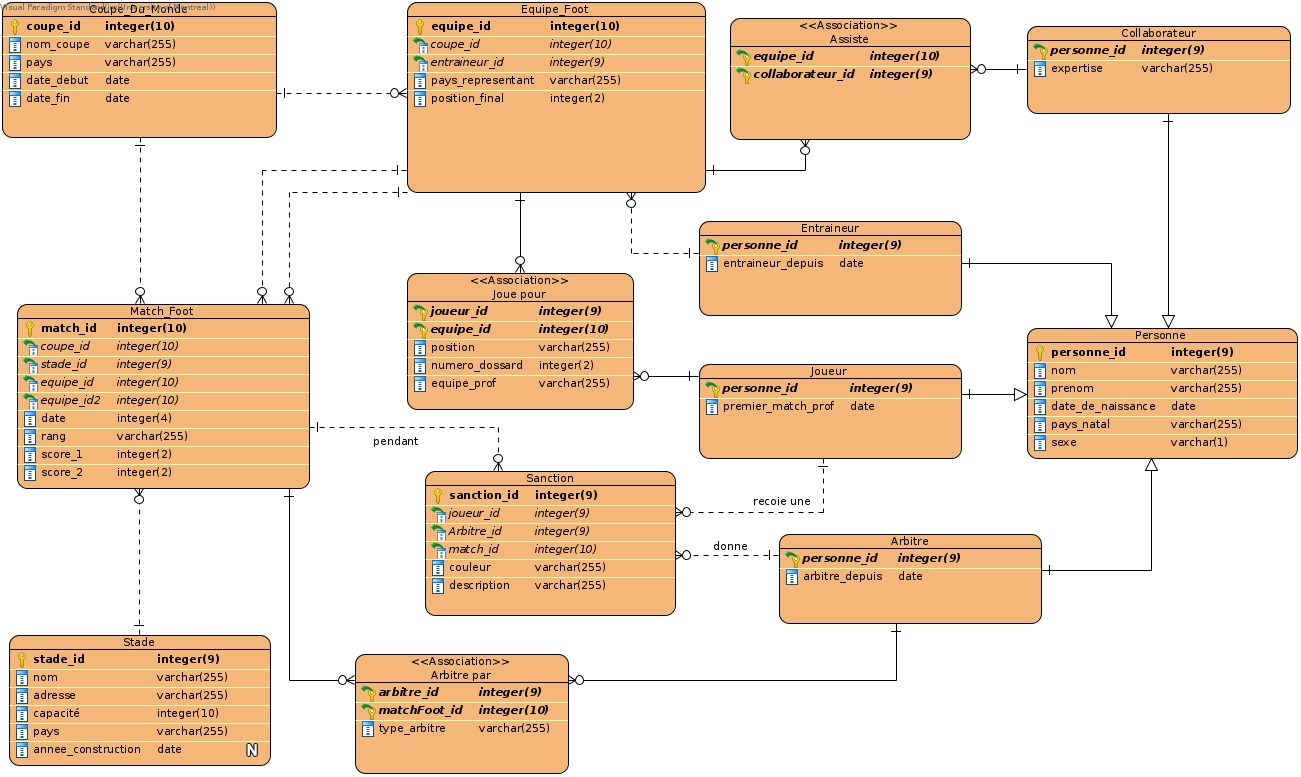 Visual Paradigm Standard
Coupe_Du_Monde
coupe_id integer(10)
nom_coupe varchar(255)
pays varchar(255)
date_debut date
date_fin date
Equipe_Foot
equipe_id integer(10)
coupe_id integer(10)
entraineur_id integer(9)
pays_representant varchar(255)
position_final integer(2)
<<Association>>
Assiste
equipe_id integer(10)
collaborateur_id integer(9)
Collaborateur
personne_id integer(9)
expertise varchar(255)
Entraineur
personne_id integer(9)
entraineur_depuis date
<<Association>>
Joue pour
joueur_id integer(9)
equipe_id integer(10)
position varchar(255)
numero_dossard integer(2)
equipe_prof varchar(255)
Match_Foot
match_id integer(10)
coupe_id integer(10)
stade_id integer(9)
equipe_id integer(10)
equipe_id2 integer(10)
date integer(4)
rang varchar(255)
score_1 integer(2)
score_2 integer(2)
Personne
personne_id integer(9)
nom varchar(255)
prenom varchar(255)
date_de_naissance date
pays_natal varchar(255)
sexe varchar(1)
Joueur
personne_id integer(9)
premier_match_prof date
pendant
Sanction
sanction_id integer(9)
joueur_id integer(9)
Arbitre_id integer(9)
match_id integer(10)
couleur varchar(255)
description varchar(255)
recoie une
donne
Arbitre
personne_id integer(9)
arbitre_depuis date
Stade
stade_id integer(9)
nom varchar(255)
adresse varchar(255)
capacité integer(10)
pays varchar(255)
annee_construction date N
<<Association>>
Arbitre par
arbitre_id integer(9)
matchFoot_id integer(10)
type_arbitre varchar(255)